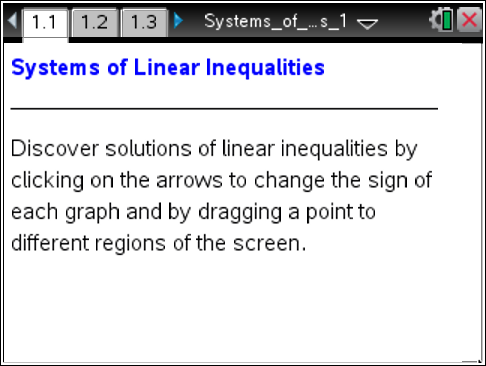 1.1 1.2 1.3 Systems_of_...s_1
Systems of Linear Inequalities
Discover solutions of linear inequalities by
clicking on the arrows to change the sign of
each graph and by dragging a point to
different regions of the screen.